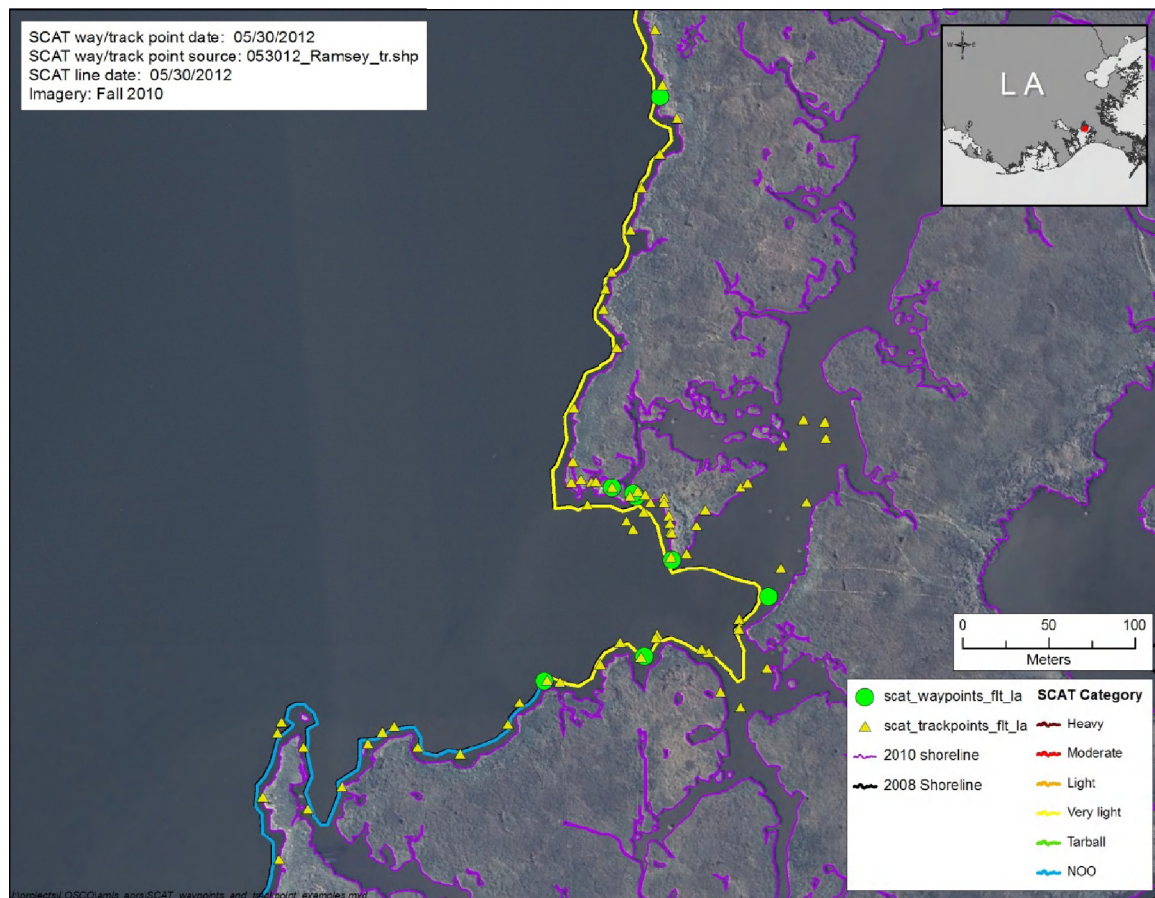 SCAT way/track point date: 05/30/2012
SCAT way/track point source: 053012_Ramsey_tr.shp
SCAT line date: 05/30/2012
Imagery: Fall 2010
N
W
E
S
LA
0 50 100
Meters
scat_waypoints_flt_la
scat_trackpoints_flt_la
2010 shoreline
2008 Shoreline
SCAT Category
Heavy
Moderate
Light
Very light
Tarball
NOO